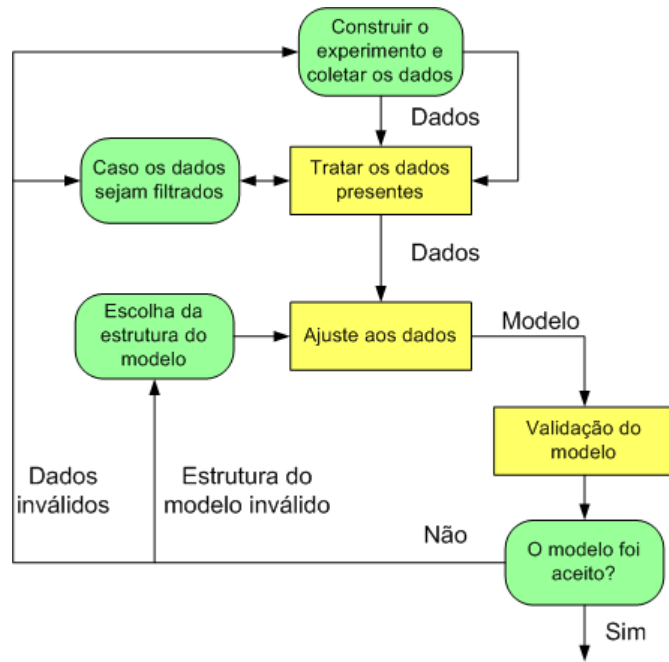 Construir o
experimento e
coletar os dados
Dados
Caso os dados
sejam filtrados
Tratar os dados
presentes
Dados
Escolha da
estrutura do
modelo
Ajuste aos dados
Modelo
Validação do
modelo
Dados
inválidos
Estrutura do
modelo inválido
Não
O modelo foi
aceito?
Sim